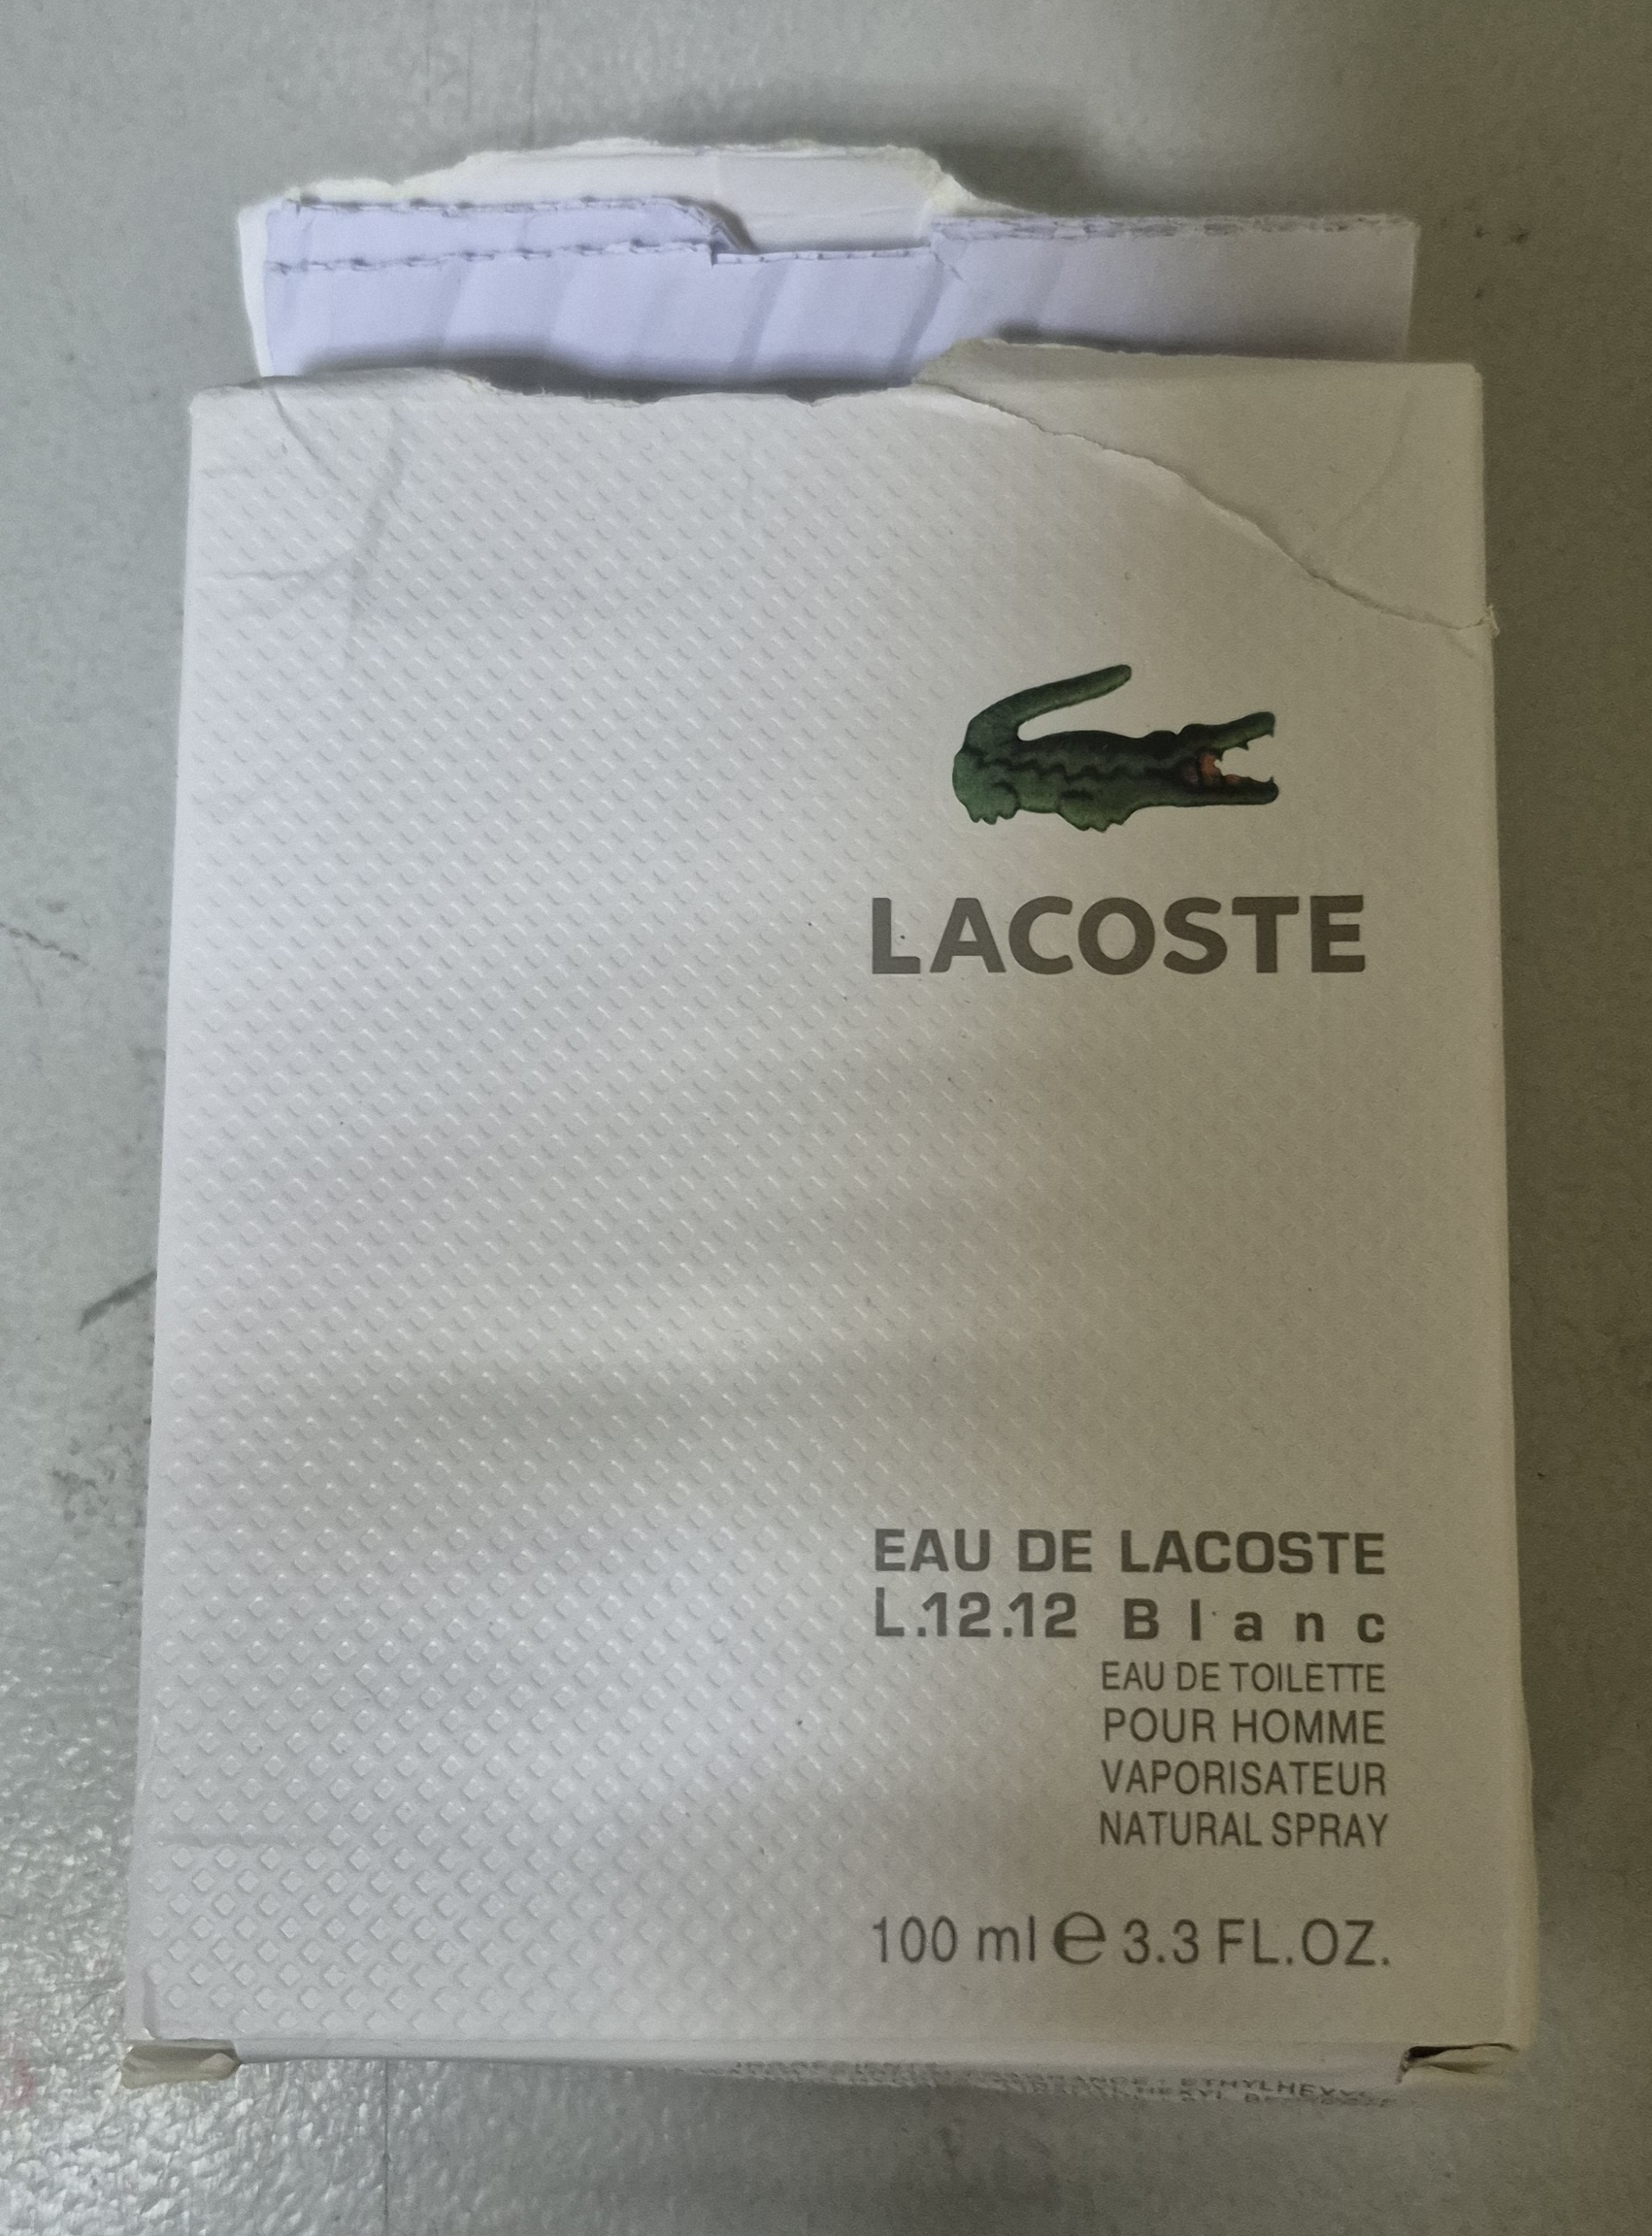 LACOSTE
EAU DE LACOSTE
L.12.12 Blanc
EAU DE TOILETTE
POUR HOMME
VAPORISATEUR
NATURAL SPRAY
100 ml e 3.3 FL.OZ.